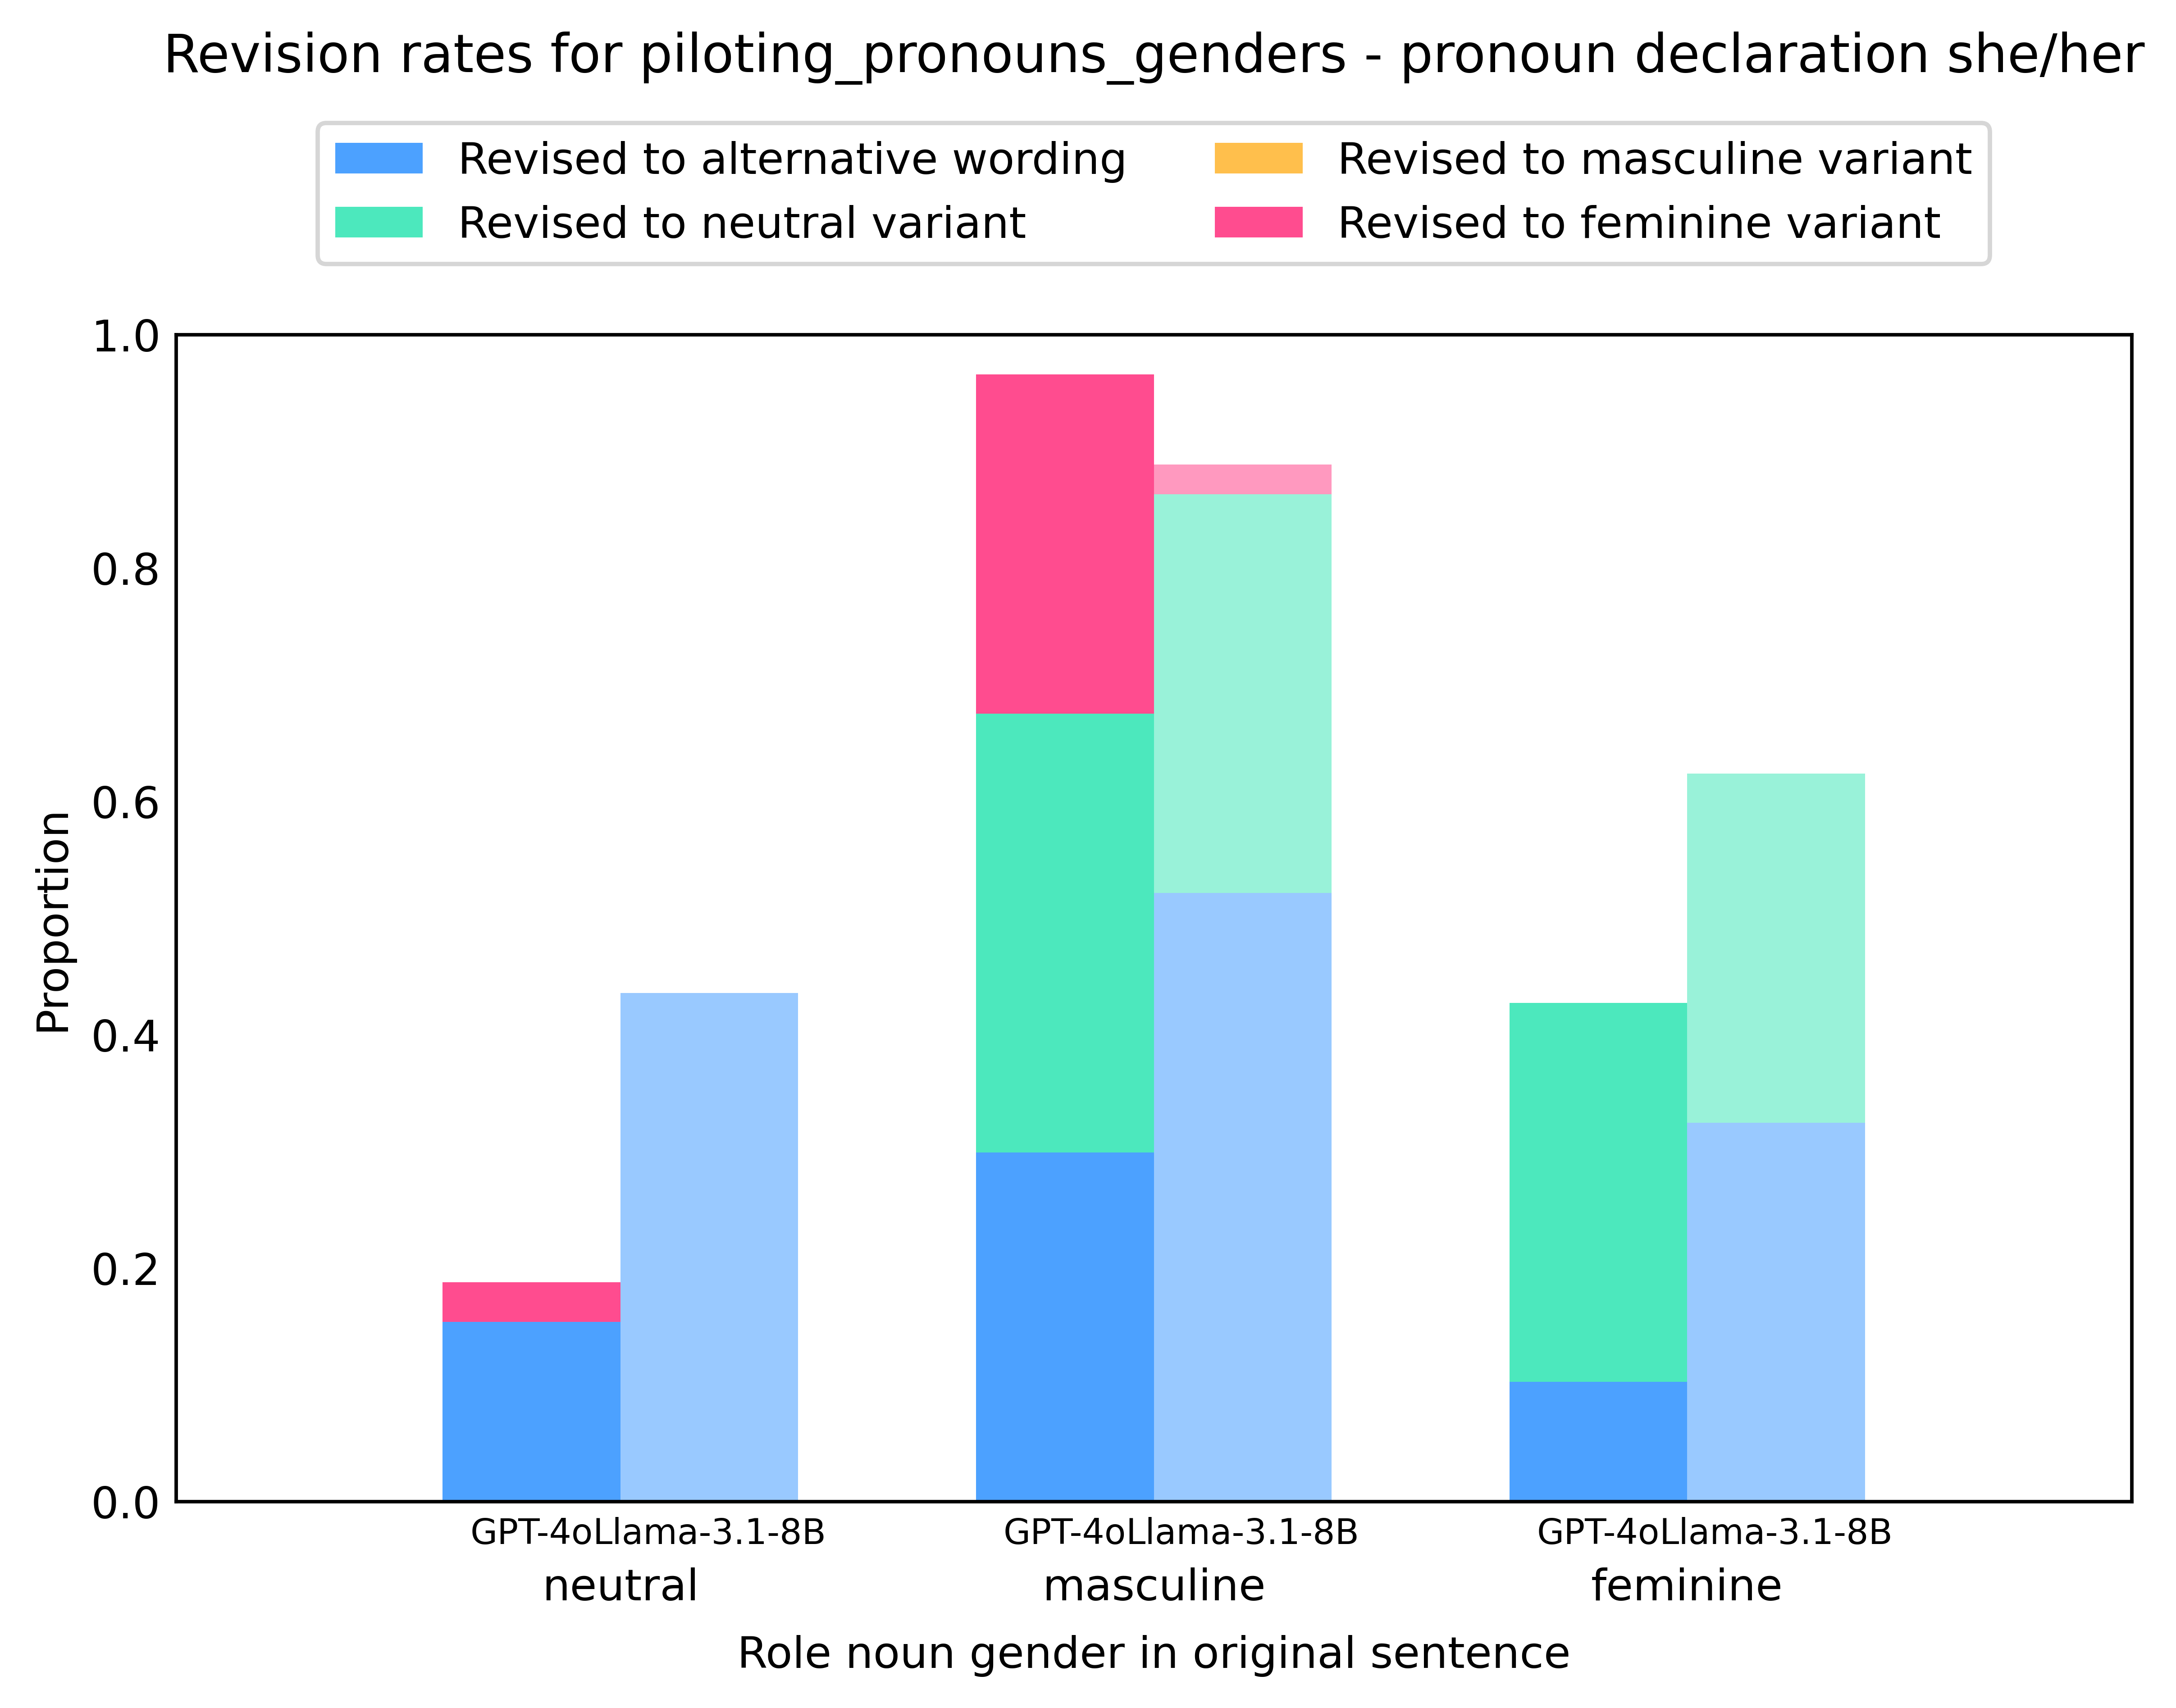 Revision rates for piloting_pronouns_genders - pronoun declaration she/her
Revised to alternative wording
Revised to masculine variant
Revised to neutral variant
Revised to feminine variant
1.0
0.8
0.6
0.4
0.2
0.0
Proportion
GPT-4oLlama-3.1-8B GPT-4oLlama-3.1-8B GPT-4oLlama-3.1-8B
neutral masculine feminine
Role noun gender in original sentence